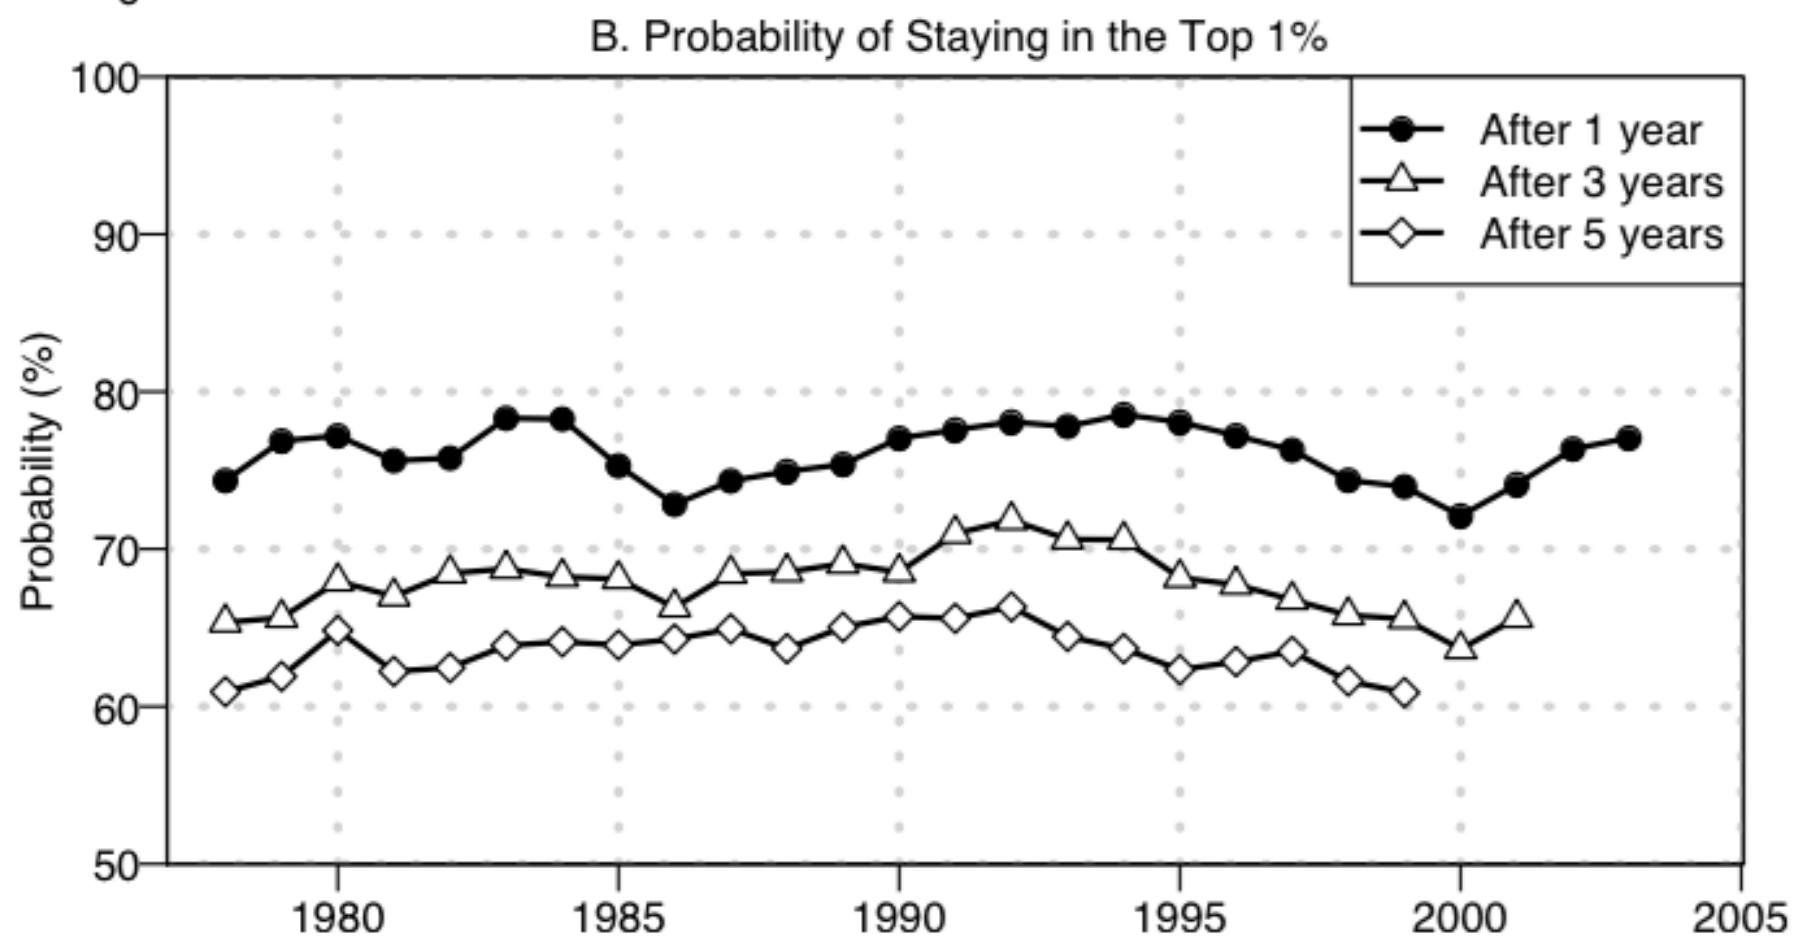 B. Probability of Staying in the Top 1%
100
90
80
70
60
50
Probability (%)
After 1 year
After 3 years
After 5 years
1980 1985 1990 1995 2000 2005